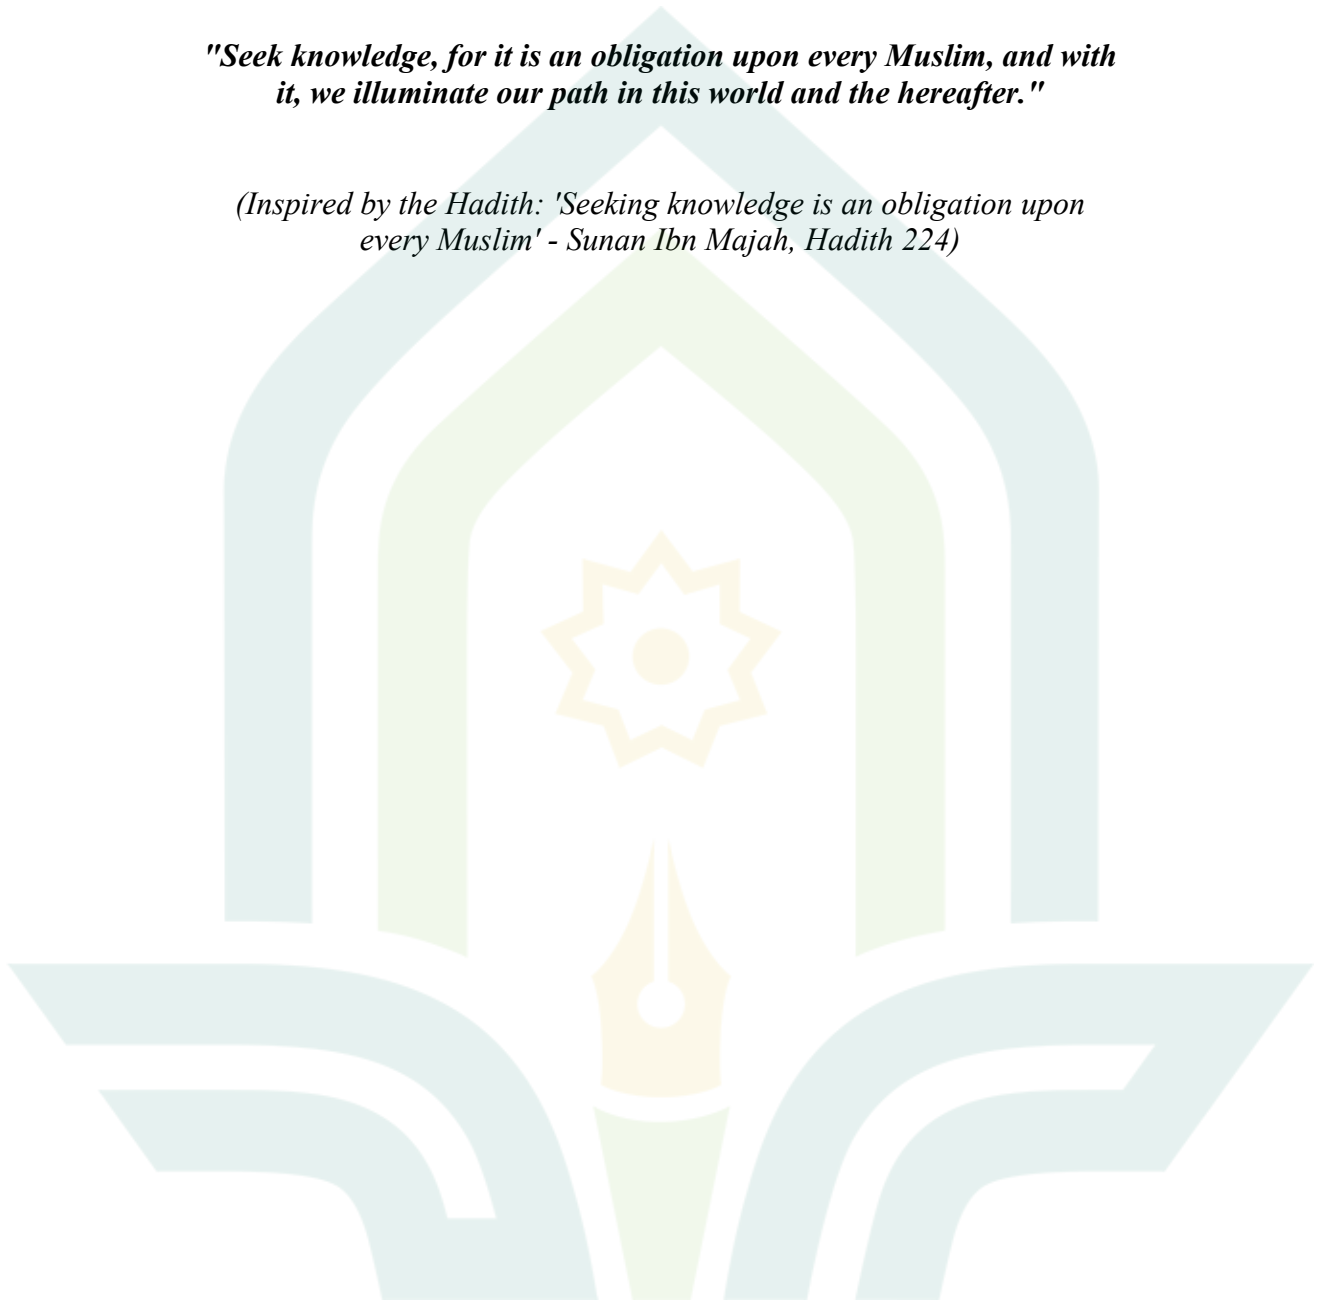 "Seek knowledge, for it is an obligation upon every Muslim, and with
it, we illuminate our path in this world and the hereafter."
(Inspired by the Hadith: 'Seeking knowledge is an obligation upon
every Muslim' - Sunan Ibn Majah, Hadith 224)